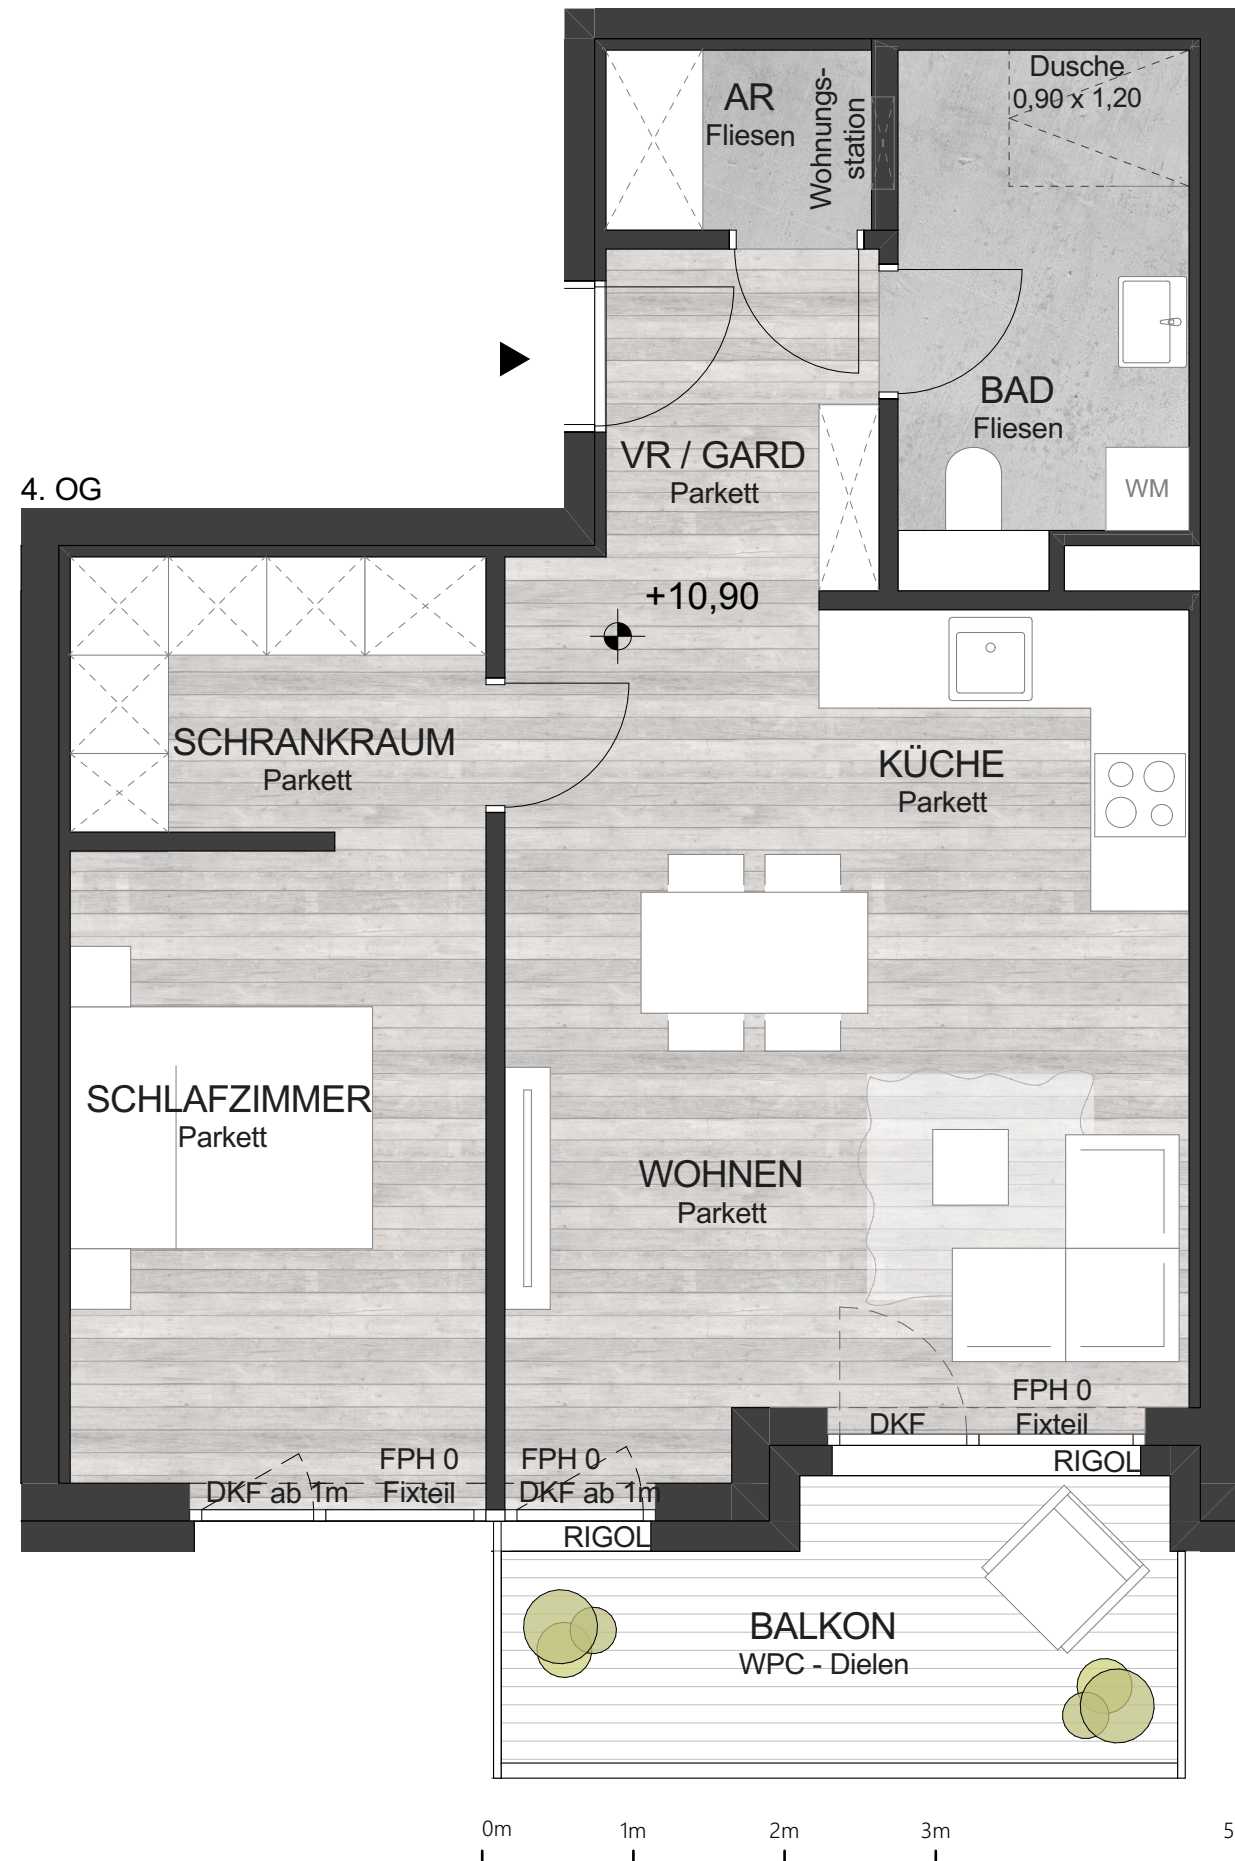 Dusche
0,90 x 1,20
AR
Fliesen
Wohnungs-
station
BAD
Fliesen
VR / GARD
Parkett
WM
4. OG
+10,90
SCHRANKRAUM
Parkett
KÜCHE
Parkett
SCHLAFZIMMER
Parkett
WOHNEN
Parkett
FPH 0
DKF
Fixteil
RIGOL
FPH 0
DKF ab 1m
Fixteil
FPH 0
DKF ab 1m
RIGOL
BALKON
WPC - Dielen
0m
1m
2m
3m
5